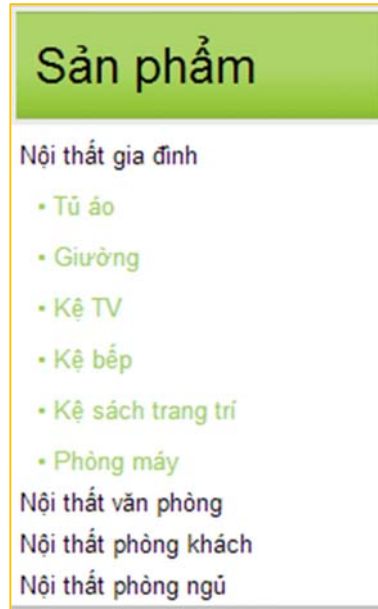 Sản phẩm
Nội thất gia đình
• Tủ áo
• Giường
• Kệ TV
• Kệ bếp
• Kệ sách trang trí
• Phòng máy
Nội thất văn phòng
Nội thất phòng khách
Nội thất phòng ngủ